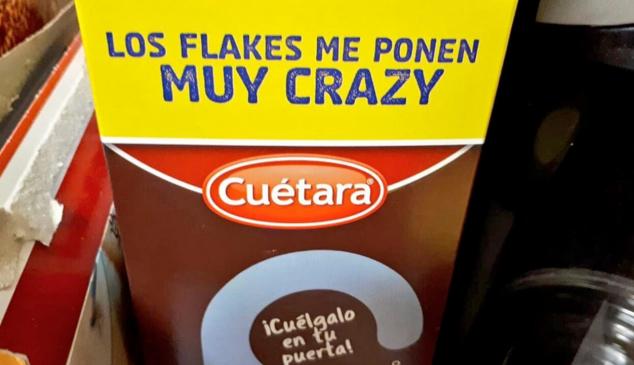 LOS FLAKES ME PONEN
MUY CRAZY
Cuétara®
¡Cuélgalo
en tu
puerta!